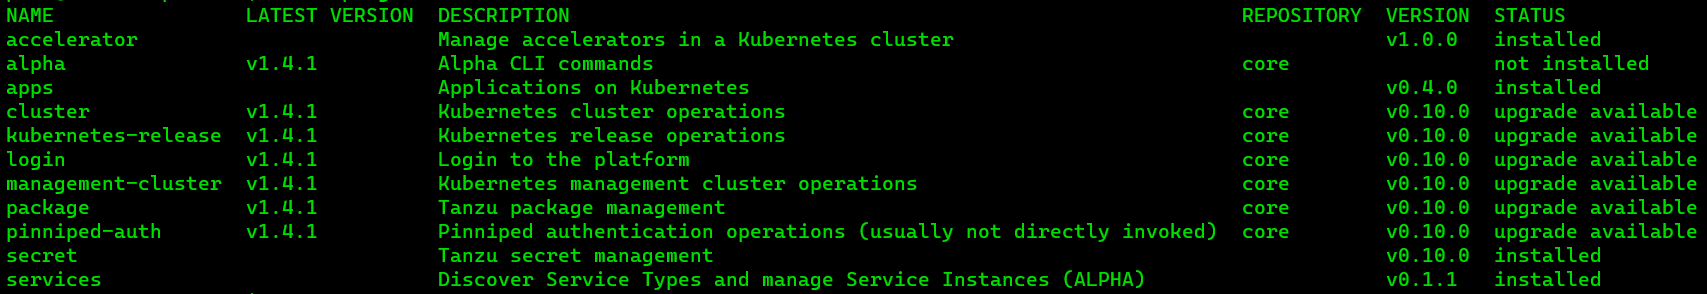 NAME LATEST VERSION DESCRIPTION REPOSITORY VERSION STATUS
accelerator Manage accelerators in a Kubernetes cluster v1.0.0 installed
alpha v1.4.1 Alpha CLI commands core not installed
apps Applications on Kubernetes v0.4.0 installed
cluster v1.4.1 Kubernetes cluster operations core v0.10.0 upgrade available
kubernetes-release v1.4.1 Kubernetes release operations core v0.10.0 upgrade available
login v1.4.1 Login to the platform core v0.10.0 upgrade available
management-cluster v1.4.1 Kubernetes management cluster operations core v0.10.0 upgrade available
package v1.4.1 Tanzu package management core v0.10.0 upgrade available
pinniped-auth v1.4.1 Pinniped authentication operations (usually not directly invoked) core v0.10.0 upgrade available
secret Tanzu secret management v0.10.0 installed
services Discover Service Types and manage Service Instances (ALPHA) v0.1.1 installed